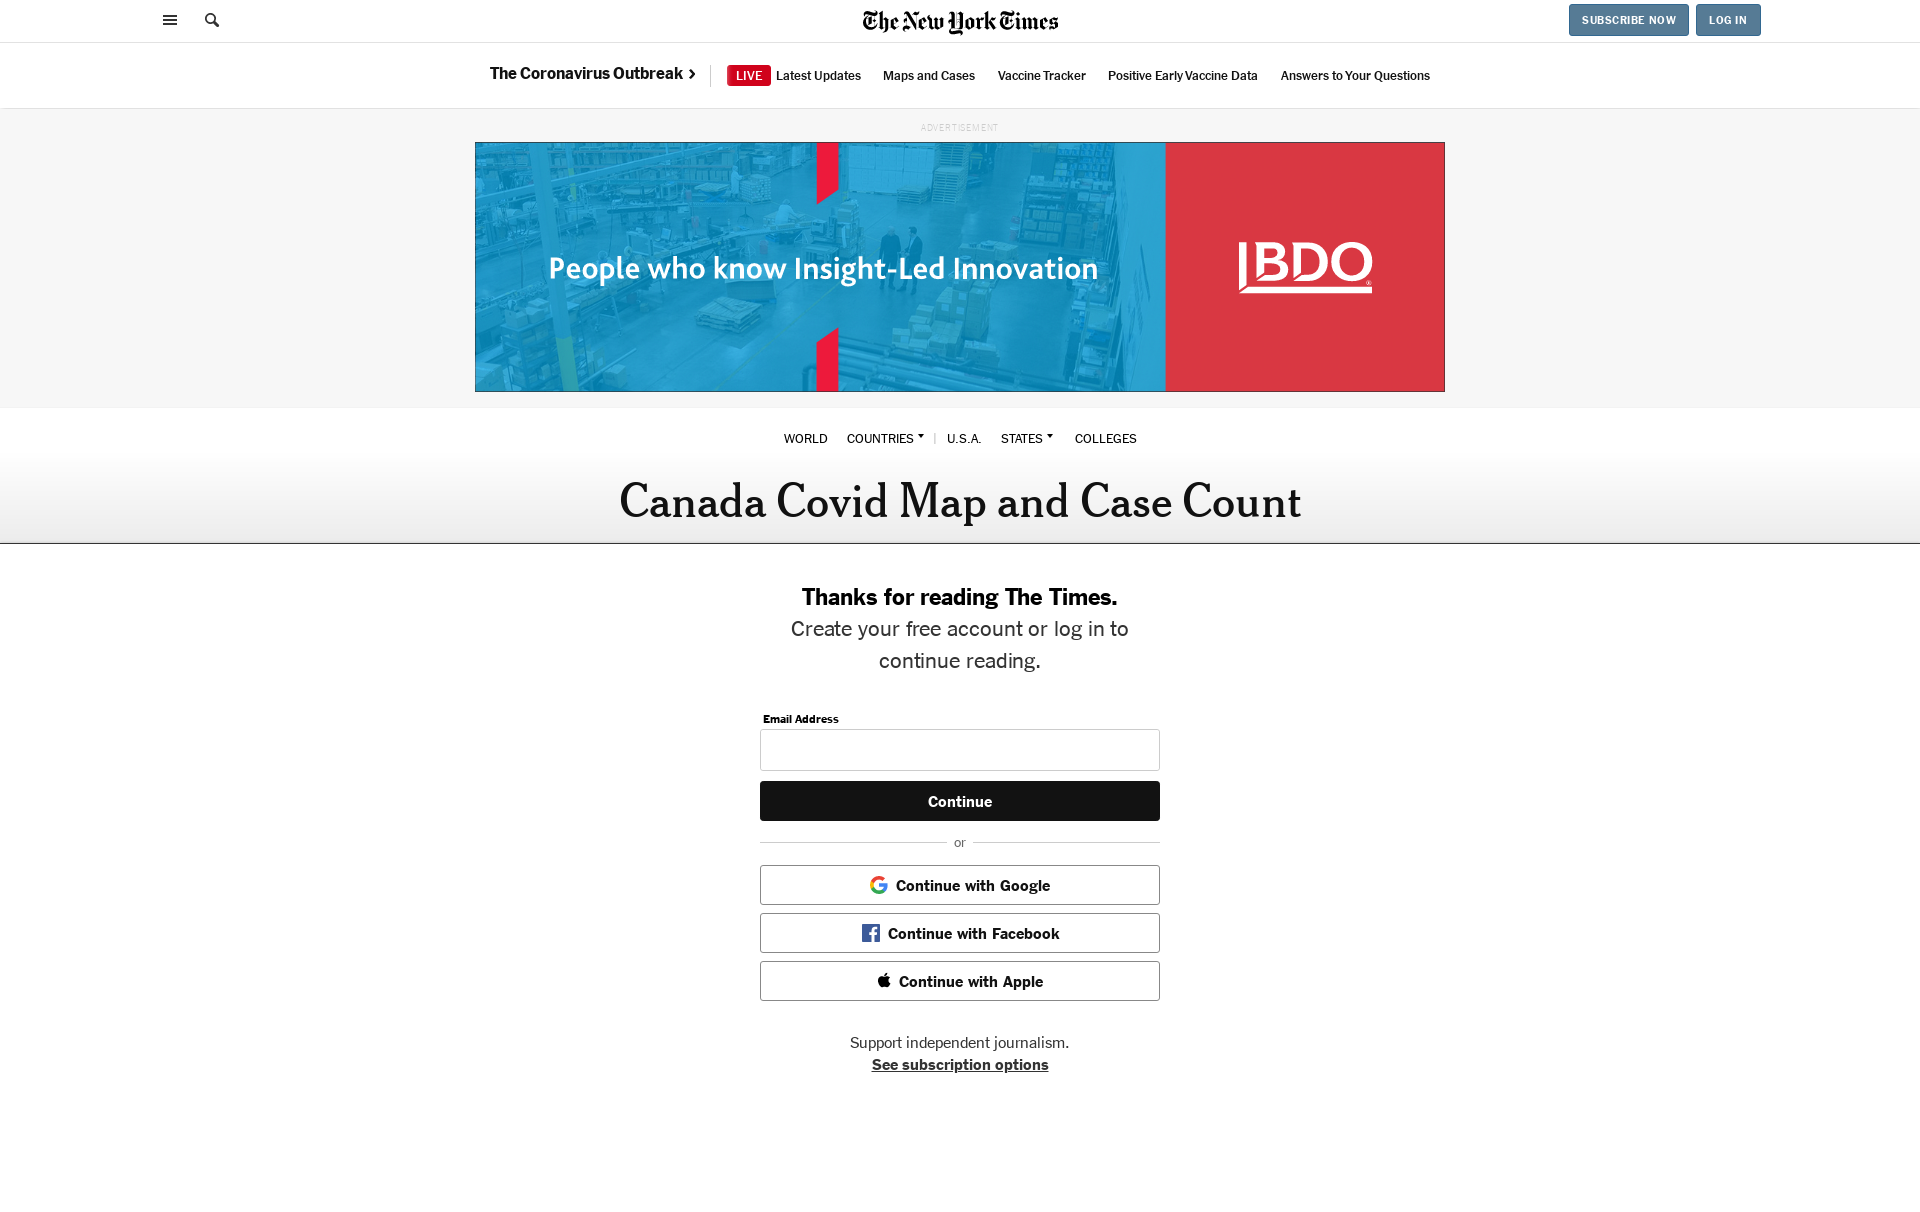 The New York Times
SUBSCRIBE NOW
LOG IN
The Coronavirus Outbreak
LIVE Latest Updates
Maps and Cases
Vaccine Tracker
Positive Early Vaccine Data
Answers to Your Questions
ADVERTISEMENT
People who know Insight-Led Innovation
BDO
WORLD
COUNTRIES
U.S.A.
STATES
COLLEGES
Canada Covid Map and Case Count
Thanks for reading The Times.
Create your free account or log in to
continue reading.
Email Address
Continue
or
Continue with Google
Continue with Facebook
Continue with Apple
Support independent journalism.
See subscription options